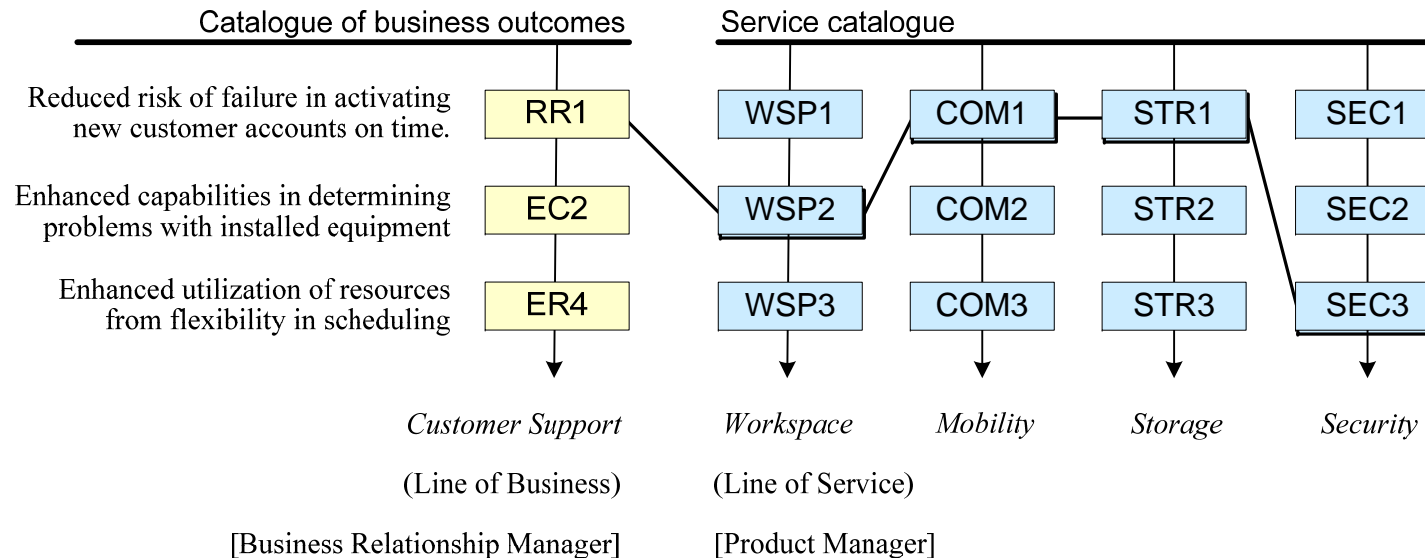 Catalogue of business outcomes
Service catalogue
Reduced risk of failure in activating
new customer accounts on time.
RR1
WSP1
COM1
STR1
SEC1
Enhanced capabilities in determining
problems with installed equipment
EC2
WSP2
COM2
STR2
SEC2
Enhanced utilization of resources
from flexibility in scheduling
ER4
WSP3
COM3
STR3
SEC3
Customer Support
Workspace
Mobility
Storage
Security
(Line of Business)
(Line of Service)
[Business Relationship Manager]
[Product Manager]